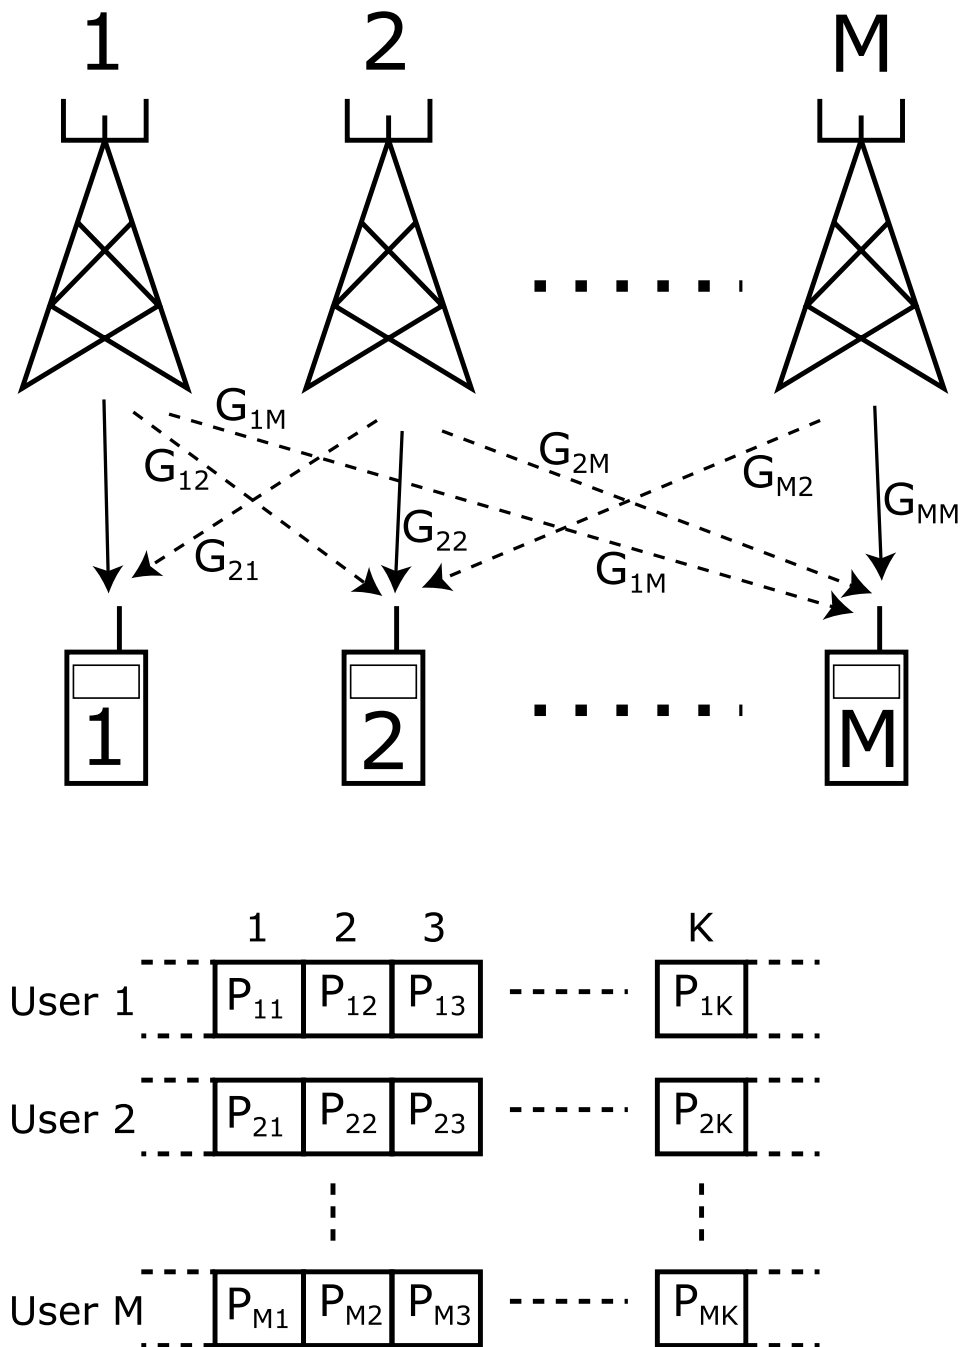 1 2 M
G1M
G12
G2M
GM2
GMM
G22
G21
G1M
1 2 M
1 2 3 K
User 1 P11 P12 P13 P1K
User 2 P21 P22 P23 P2K
User M PM1 PM2 PM3 PMK